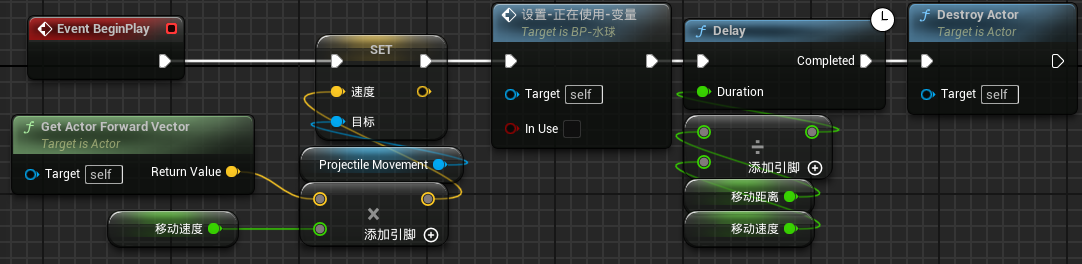 Event BeginPlay
SET
速度
目标
Get Actor Forward Vector
Target is Actor
Target self
Return Value
Projectile Movement
移动速度
×
添加引脚
设置-正在使用-变量
Target is BP-水球
Target self
In Use
Delay
Completed
Duration
÷
添加引脚
移动距离
移动速度
Destroy Actor
Target is Actor
Target self